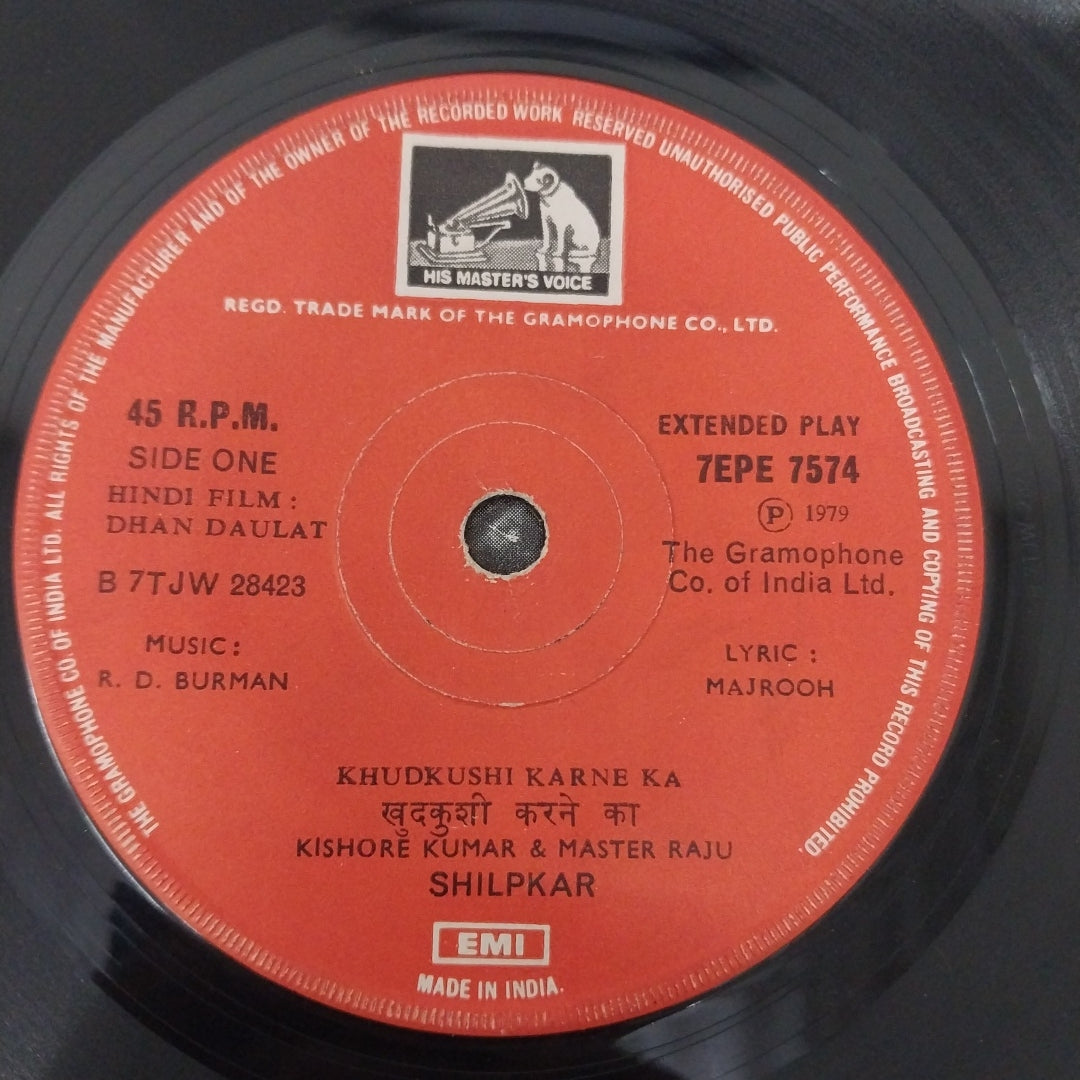 THE GRAMOPHONE CO OF INDIA LTD. ALL RIGHTS OF THE MANUFACTURER AND OF THE OWNER OF THE RECORDED WORK RESERVED UNAUTHORISED PUBLIC PERFORMANCE BROADCASTING AND COPYING OF THIS RECORD PROHIBITED.
HIS MASTER'S VOICE
REGD. TRADE MARK OF THE GRAMOPHONE CO., LTD.
45 R.P.M.
SIDE ONE
HINDI FILM :
DHAN DAULAT
B 7TJW 28423
MUSIC :
R. D. BURMAN
EXTENDED PLAY
7EPE 7574
Ⓟ 1979
The Gramophone
Co. of India Ltd.
LYRIC :
MAJROOH
KHUDKUSHI KARNE KA
खुदकुशी करने का
KISHORE KUMAR & MASTER RAJU
SHILPKAR
EMI
MADE IN INDIA.